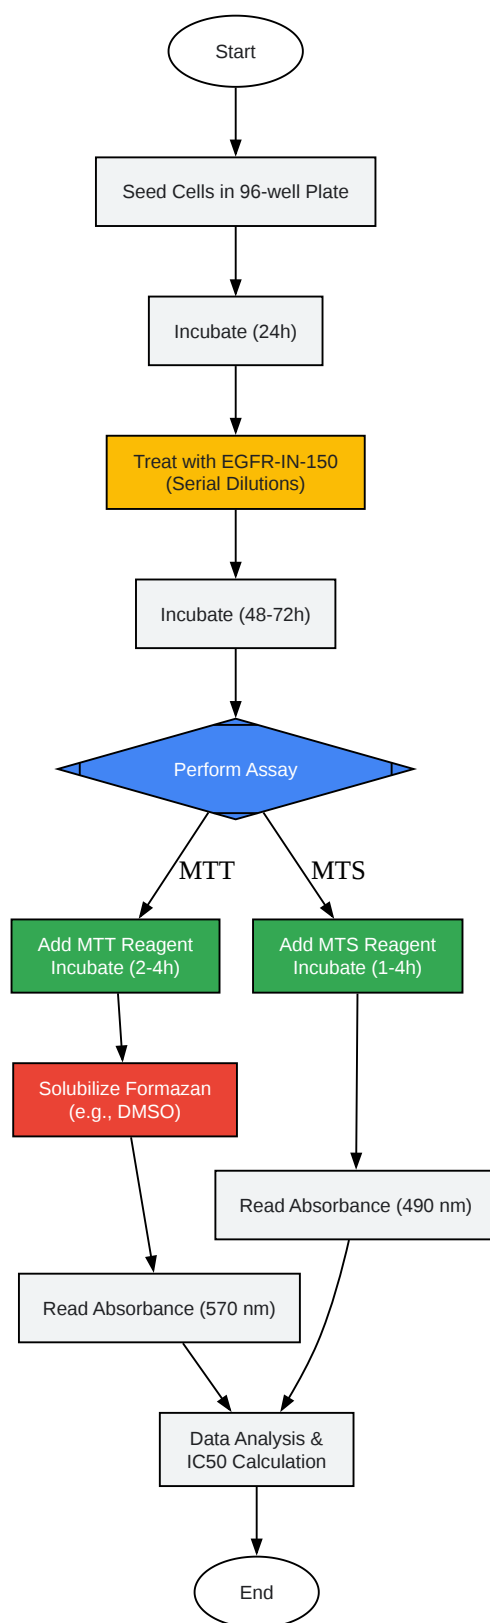 Start
Seed Cells in 96-well Plate
Incubate (24h)
Treat with EGFR-IN-150
(Serial Dilutions)
Incubate (48-72h)
Perform Assay
MTT
MTS
Add MTT Reagent
Incubate (2-4h)
Add MTS Reagent
Incubate (1-4h)
Solubilize Formazan
(e.g., DMSO)
Read Absorbance (490 nm)
Read Absorbance (570 nm)
Data Analysis &
IC50 Calculation
End